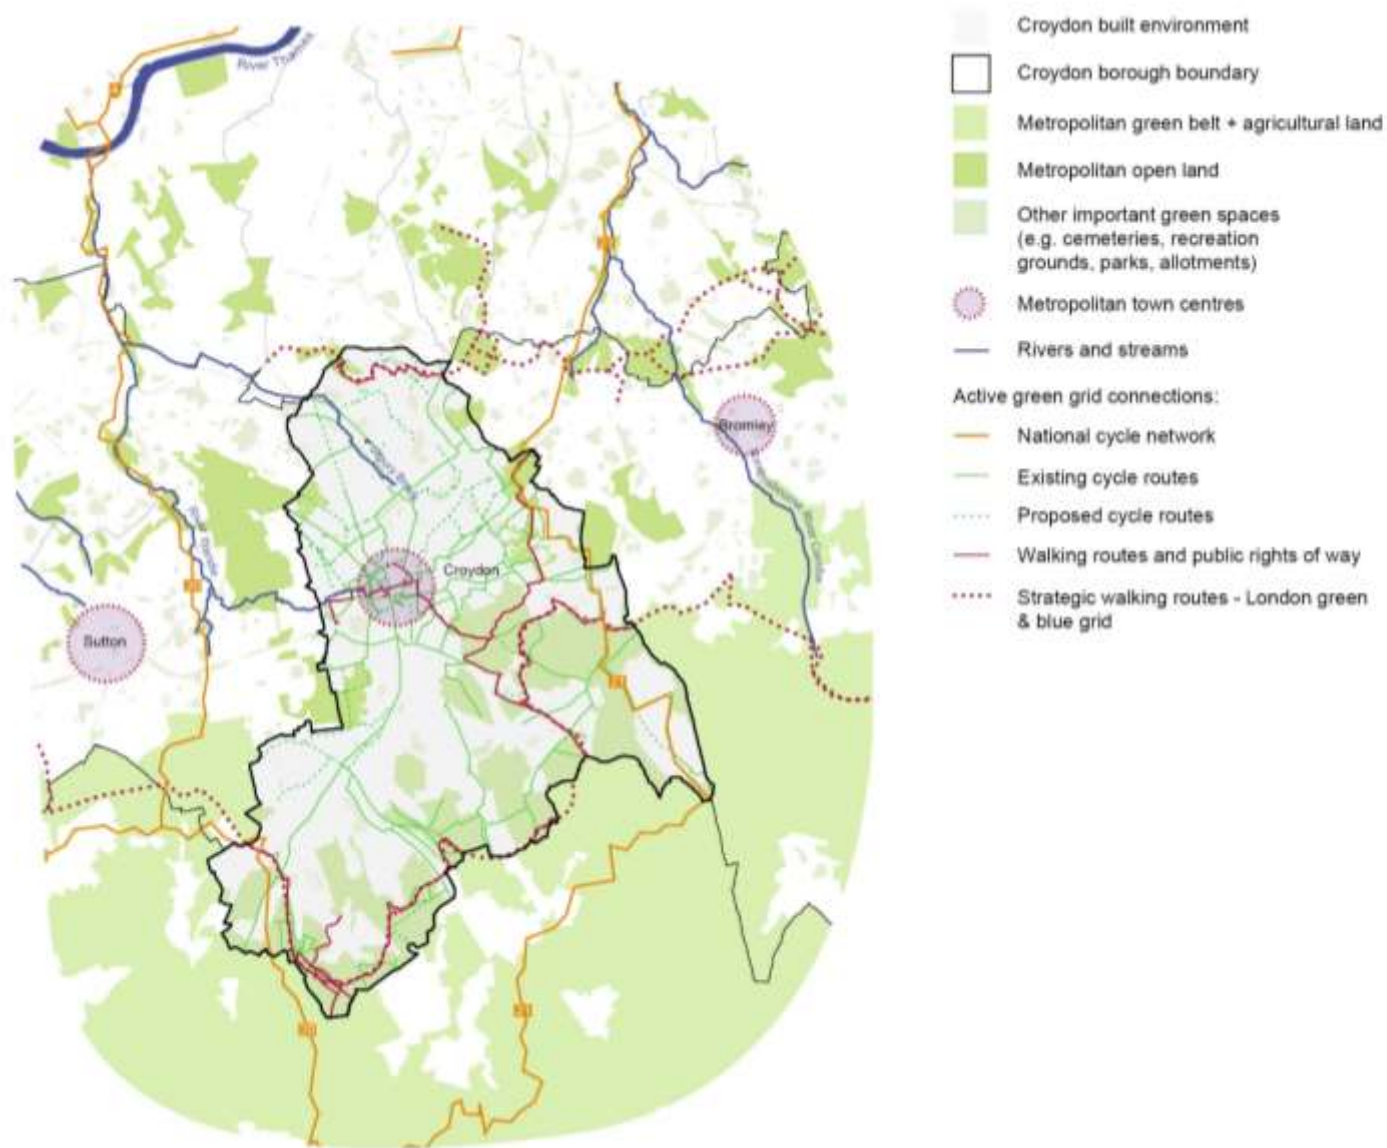 River Thames
Bromley
Croydon
Sutton
Croydon built environment
Croydon borough boundary
Metropolitan green belt + agricultural land
Metropolitan open land
Other important green spaces
(e.g. cemeteries, recreation
grounds, parks, allotments)
Metropolitan town centres
Rivers and streams
Active green grid connections:
National cycle network
Existing cycle routes
Proposed cycle routes
Walking routes and public rights of way
Strategic walking routes - London green
& blue grid